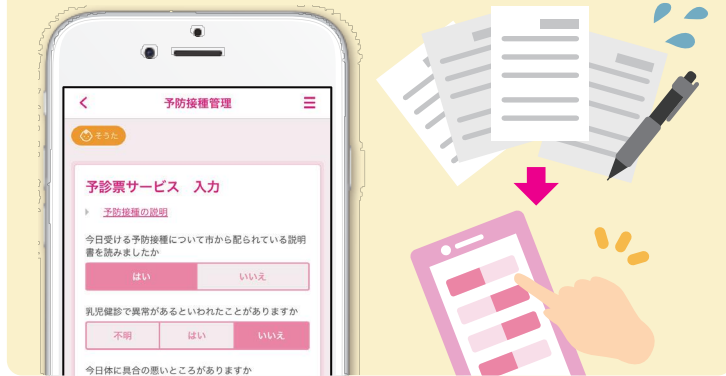 予防接種管理
そうた
予診票サービス 入力
予防接種の説明
今日受ける予防接種について市から配られている説明
書を読みましたか
はい いいえ
乳児健診で異常があるといわれたことがありますか
不明 はい いいえ
今日体に具合の悪いところがありますか